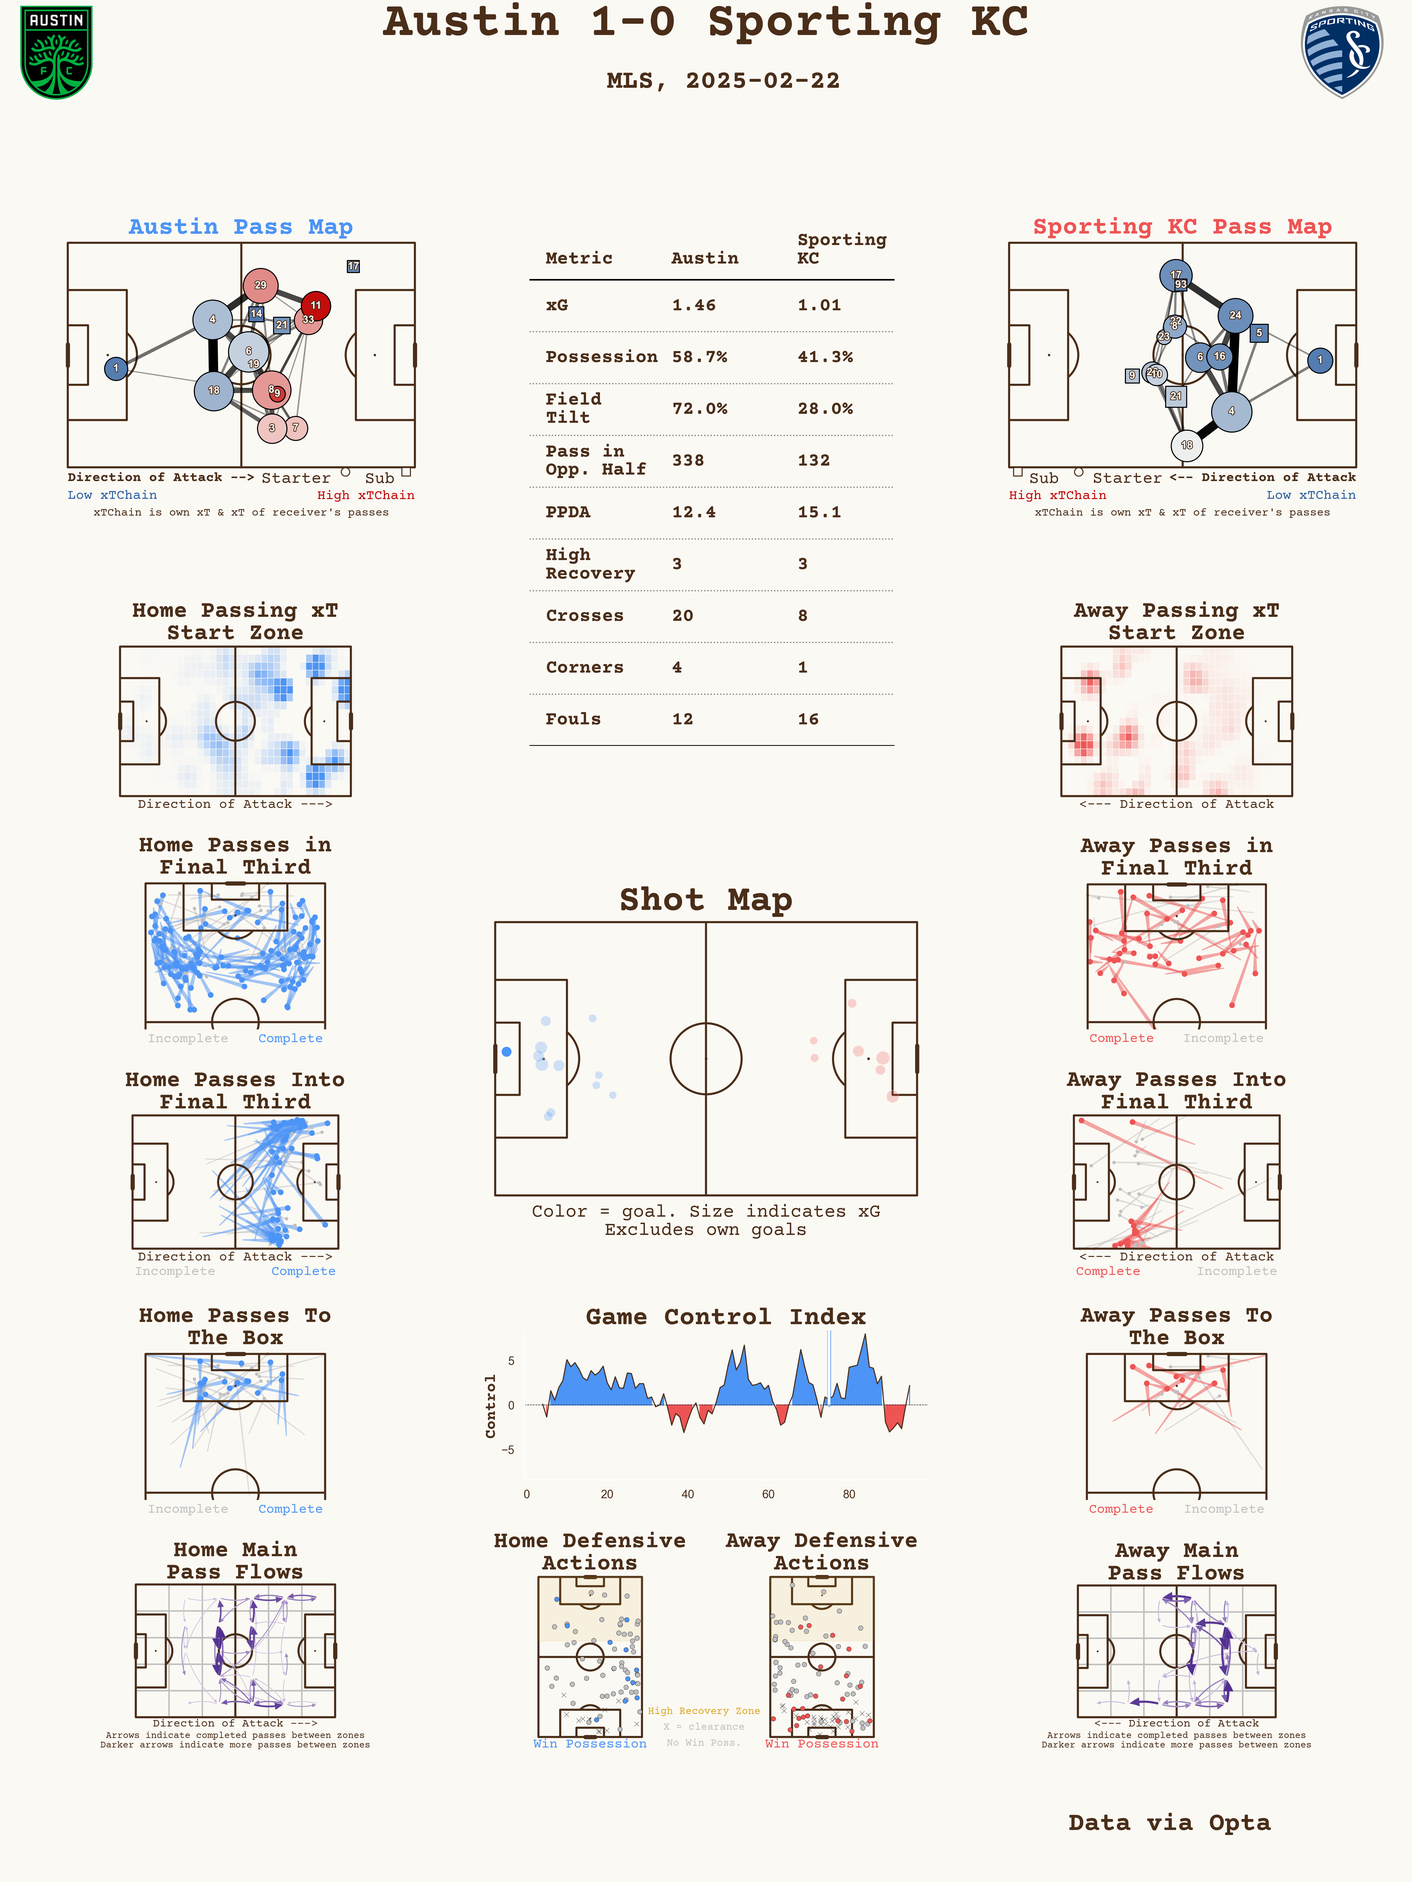 Austin 1-0 Sporting KC
MLS, 2025-02-22
AUSTIN
FC
KANSAS CITY
SPORTING
SC
Austin Pass Map
17
29
11
14
33
4
21
6
19
1
18
8
9
3
7
Direction of Attack --> Starter Sub
Low xTChain High xTChain
xTChain is own xT & xT of receiver's passes
Metric Austin Sporting KC
xG 1.46 1.01
Possession 58.7% 41.3%
Field Tilt 72.0% 28.0%
Pass in Opp. Half 338 132
PPDA 12.4 15.1
High Recovery 3 3
Crosses 20 8
Corners 4 1
Fouls 12 16
Sporting KC Pass Map
17
93
24
8
23
5
6
16
1
9
10
21
4
18
Sub Starter <-- Direction of Attack
High xTChain Low xTChain
xTChain is own xT & xT of receiver's passes
Home Passing xT
Start Zone
Direction of Attack --->
Away Passing xT
Start Zone
<--- Direction of Attack
Home Passes in
Final Third
Incomplete Complete
Away Passes in
Final Third
Complete Incomplete
Shot Map
Color = goal. Size indicates xG
Excludes own goals
Home Passes Into
Final Third
Direction of Attack --->
Incomplete Complete
Away Passes Into
Final Third
<--- Direction of Attack
Complete Incomplete
Home Passes To
The Box
Incomplete Complete
Game Control Index
Control
5
0
−5
0 20 40 60 80
Away Passes To
The Box
Complete Incomplete
Home Main
Pass Flows
Direction of Attack --->
Arrows indicate completed passes between zones
Darker arrows indicate more passes between zones
Home Defensive
Actions
Win Possession
Away Defensive
Actions
Win Possession
High Recovery Zone
X = clearance
No Win Poss.
Away Main
Pass Flows
<--- Direction of Attack
Arrows indicate completed passes between zones
Darker arrows indicate more passes between zones
Data via Opta